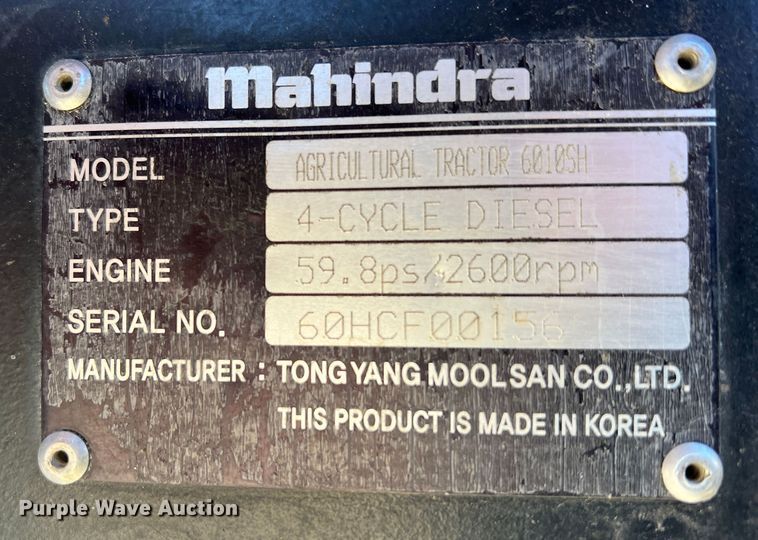 Mahindra
MODEL AGRICULTURAL TRACTOR 6010SH
TYPE 4-CYCLE DIESEL
ENGINE 59.8ps/2600rpm
SERIAL NO. 60HCF00156
MANUFACTURER : TONG YANG MOOLSAN CO.,LTD.
THIS PRODUCT IS MADE IN KOREA
Purple Wave Auction